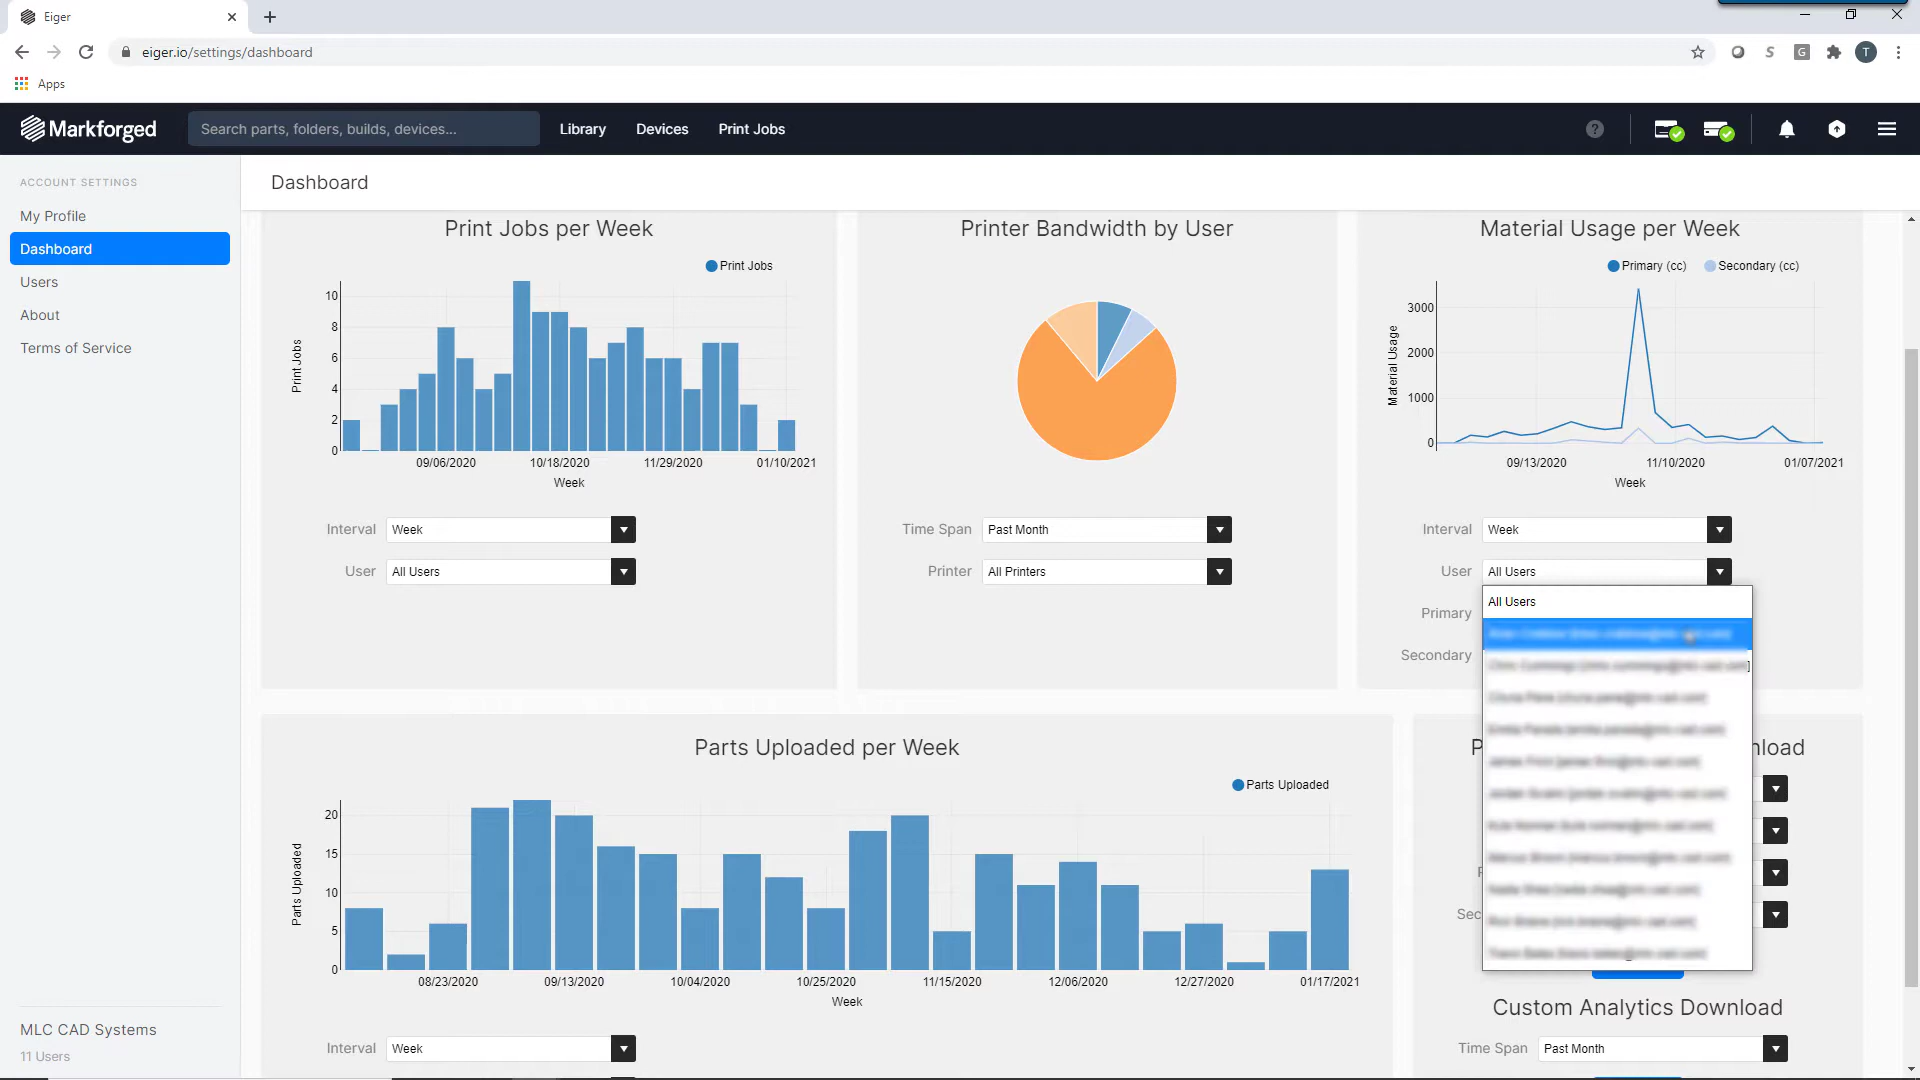 Eiger
eiger.io/settings/dashboard
S
G
T
Apps
Markforged
Search parts, folders, builds, devices...
Library
Devices
Print Jobs
?
ACCOUNT SETTINGS
My Profile
Dashboard
Users
About
Terms of Service
MLC CAD Systems
11 Users
Dashboard
Print Jobs per Week
Print Jobs
Print Jobs
10
8
6
4
2
0
09/06/2020 10/18/2020 11/29/2020 01/10/2021
Week
Interval Week
User All Users
Printer Bandwidth by User
Time Span Past Month
Printer All Printers
Material Usage per Week
Primary (cc) Secondary (cc)
Material Usage
3000
2000
1000
0
09/13/2020 11/10/2020 01/07/2021
Week
Interval Week
User All Users
All Users
Primary
Secondary
Parts Uploaded per Week
Parts Uploaded
Parts Uploaded
20
15
10
5
0
08/23/2020 09/13/2020 10/04/2020 10/25/2020 11/15/2020 12/06/2020 12/27/2020 01/17/2021
Week
Interval Week
Custom Analytics Download
Time Span Past Month